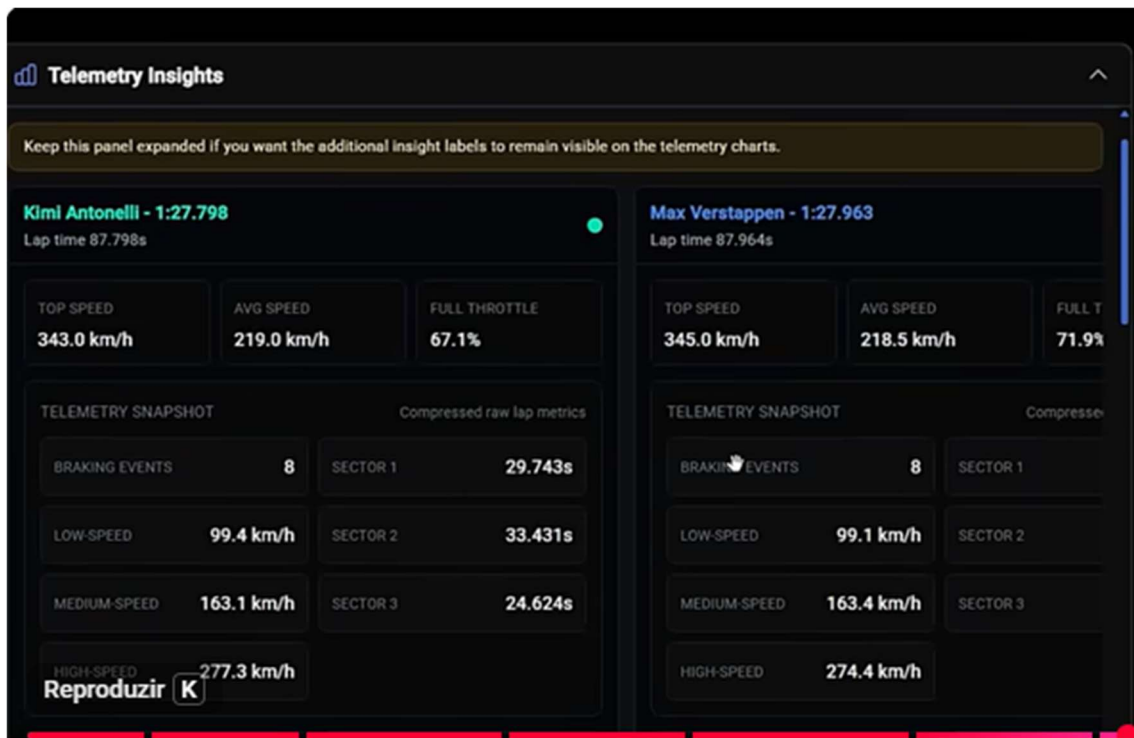 Telemetry Insights
Keep this panel expanded if you want the additional insight labels to remain visible on the telemetry charts.
Kimi Antonelli - 1:27.798
Lap time 87.798s
TOP SPEED
343.0 km/h
AVG SPEED
219.0 km/h
FULL THROTTLE
67.1%
TELEMETRY SNAPSHOT
Compressed raw lap metrics
BRAKING EVENTS 8
SECTOR 1 29.743s
LOW-SPEED 99.4 km/h
SECTOR 2 33.431s
MEDIUM-SPEED 163.1 km/h
SECTOR 3 24.624s
HIGH-SPEED 277.3 km/h
Reproduzir K
Max Verstappen - 1:27.963
Lap time 87.964s
TOP SPEED
345.0 km/h
AVG SPEED
218.5 km/h
FULL T
71.9%
TELEMETRY SNAPSHOT
Compresse
BRAKING EVENTS 8
SECTOR 1
LOW-SPEED 99.1 km/h
SECTOR 2
MEDIUM-SPEED 163.4 km/h
SECTOR 3
HIGH-SPEED 274.4 km/h